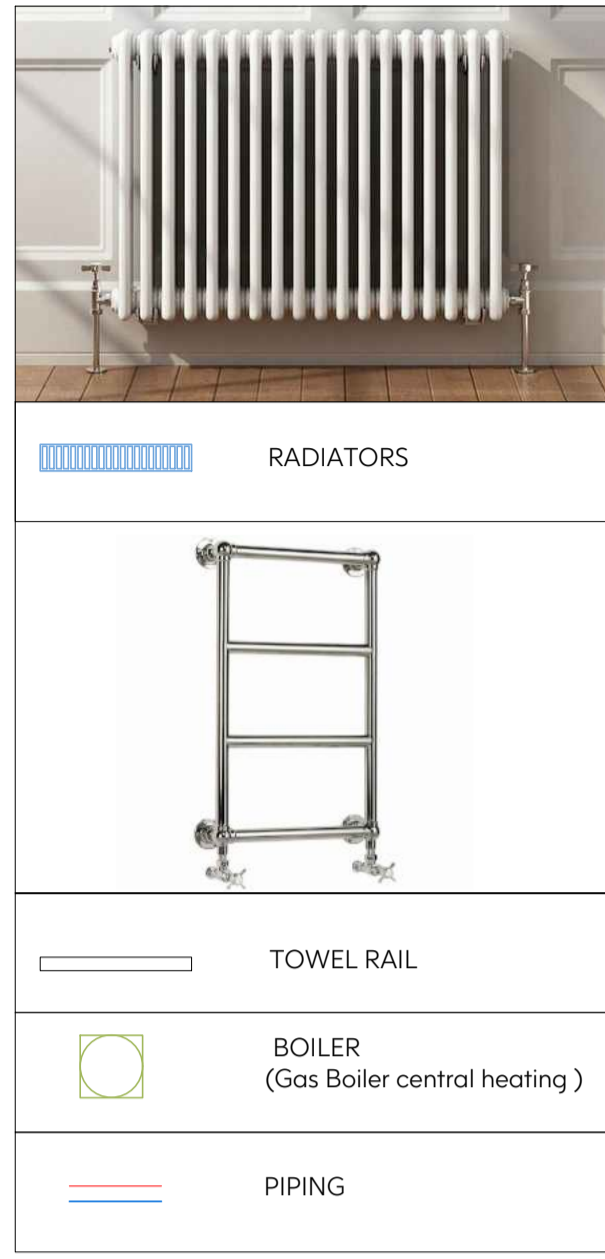 RADIATORS
TOWEL RAIL
BOILER
(Gas Boiler central heating )
PIPING